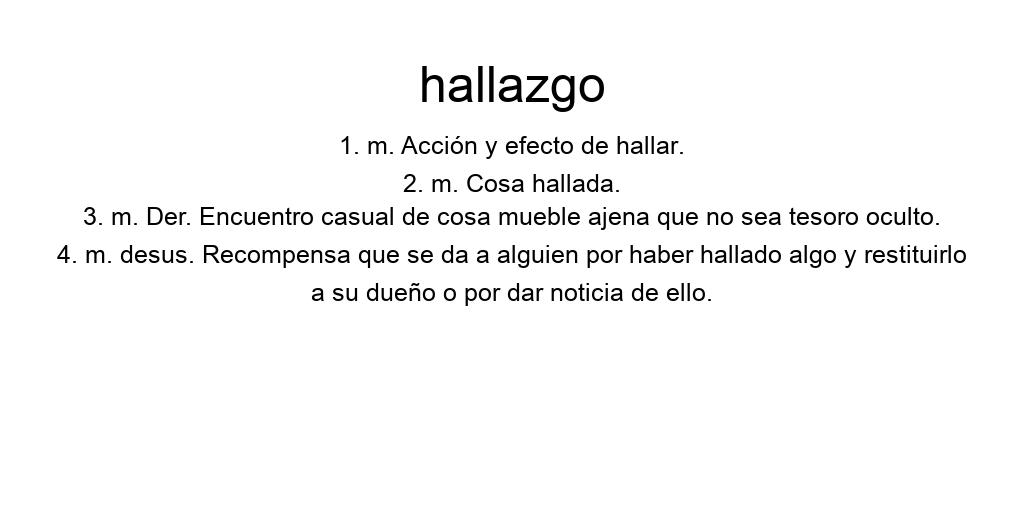 hallazgo
1. m. Acción y efecto de hallar.
2. m. Cosa hallada.
3. m. Der. Encuentro casual de cosa mueble ajena que no sea tesoro oculto.
4. m. desus. Recompensa que se da a alguien por haber hallado algo y restituirlo
a su dueño o por dar noticia de ello.